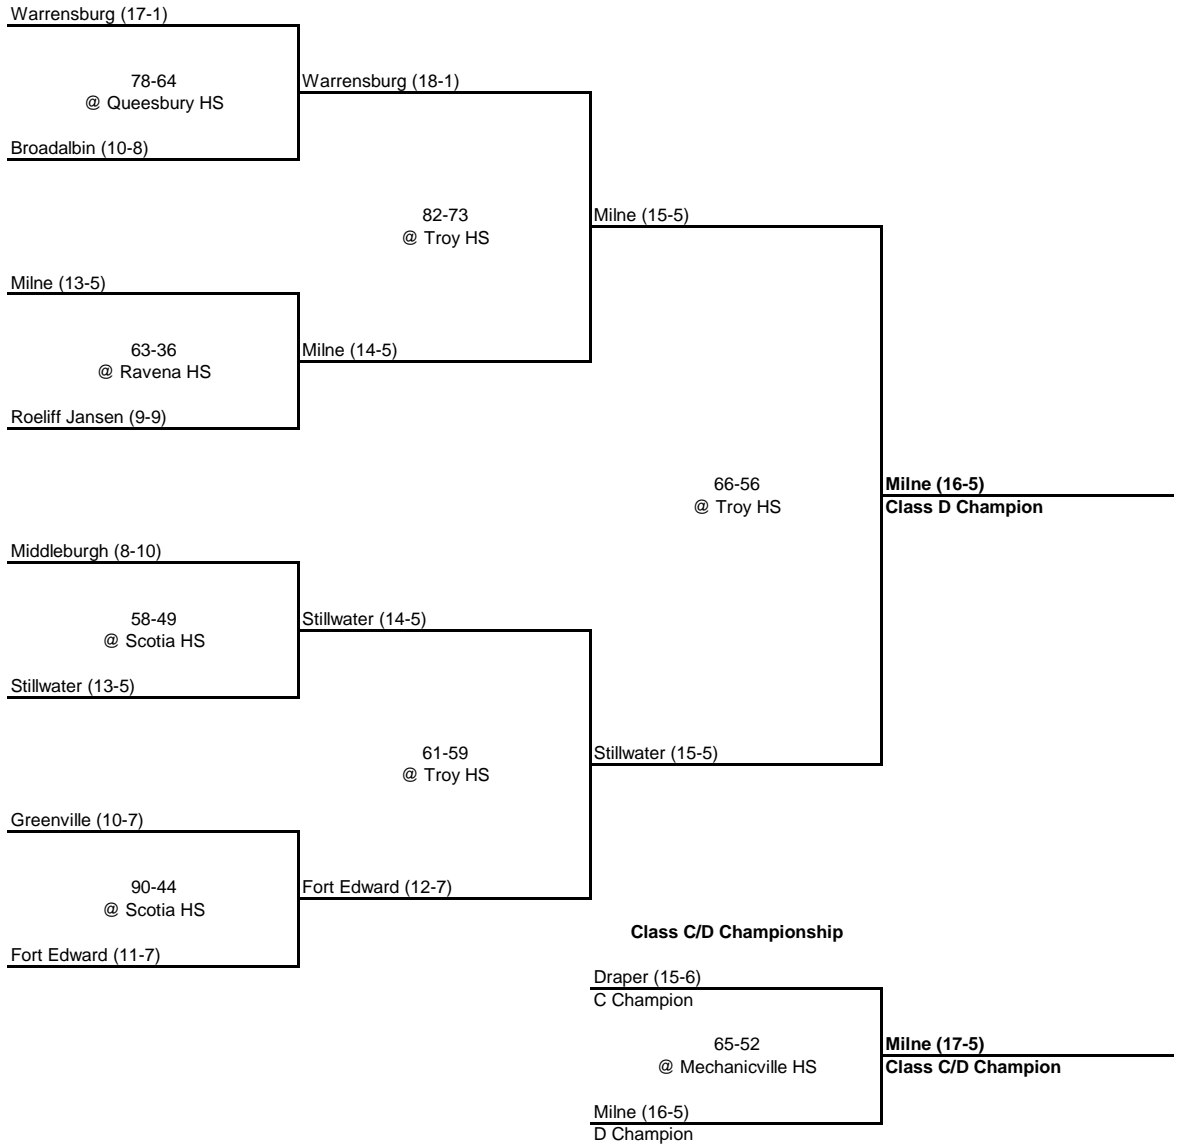 Warrensburg (17-1)
78-64
@ Queesbury HS
Warrensburg (18-1)
Broadalbin (10-8)
82-73
@ Troy HS
Milne (15-5)
Milne (13-5)
63-36
@ Ravena HS
Milne (14-5)
Roeliff Jansen (9-9)
66-56
@ Troy HS
Milne (16-5)
Class D Champion
Middleburgh (8-10)
58-49
@ Scotia HS
Stillwater (14-5)
Stillwater (13-5)
61-59
@ Troy HS
Stillwater (15-5)
Greenville (10-7)
90-44
@ Scotia HS
Fort Edward (12-7)
Fort Edward (11-7)
Class C/D Championship
Draper (15-6)
C Champion
65-52
@ Mechanicville HS
Milne (17-5)
Class C/D Champion
Milne (16-5)
D Champion